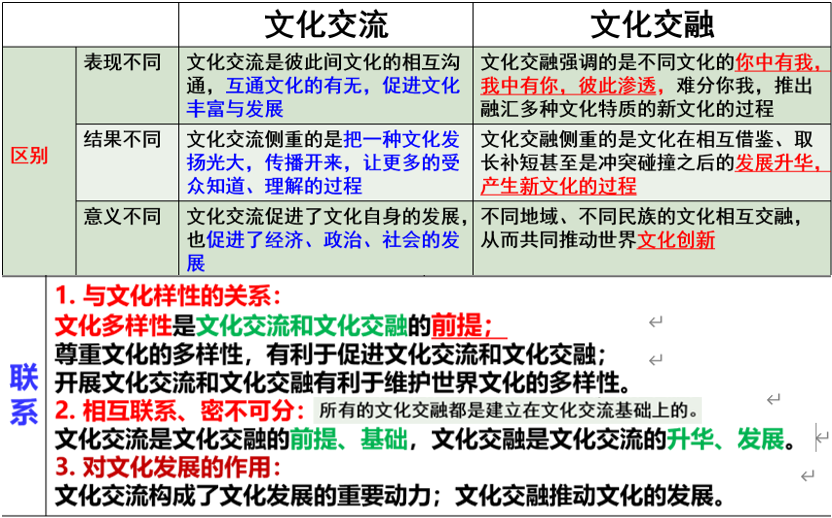 文化交流
文化交融
区别
表现不同
文化交流是彼此间文化的相互沟
通，互通文化的有无，促进文化
丰富与发展
文化交融强调的是不同文化的你中有我，
我中有你，彼此渗透，难分你我，推出
融汇多种文化特质的新文化的过程
结果不同
文化交流侧重的是把一种文化发
扬光大，传播开来，让更多的受
众知道、理解的过程
文化交融侧重的是文化在相互借鉴、取
长补短甚至是冲突碰撞之后的发展升华，
产生新文化的过程
意义不同
文化交流促进了文化自身的发展，
也促进了经济、政治、社会的发
展
不同地域、不同民族的文化相互交融，
从而共同推动世界文化创新
联系
1. 与文化样性的关系：
文化多样性是文化交流和文化交融的前提；
尊重文化的多样性，有利于促进文化交流和文化交融；
开展文化交流和文化交融有利于维护世界文化的多样性。
2. 相互联系、密不可分：所有的文化交融都是建立在文化交流基础上的。
文化交流是文化交融的前提、基础，文化交融是文化交流的升华、发展。
3. 对文化发展的作用：
文化交流构成了文化发展的重要动力；文化交融推动文化的发展。